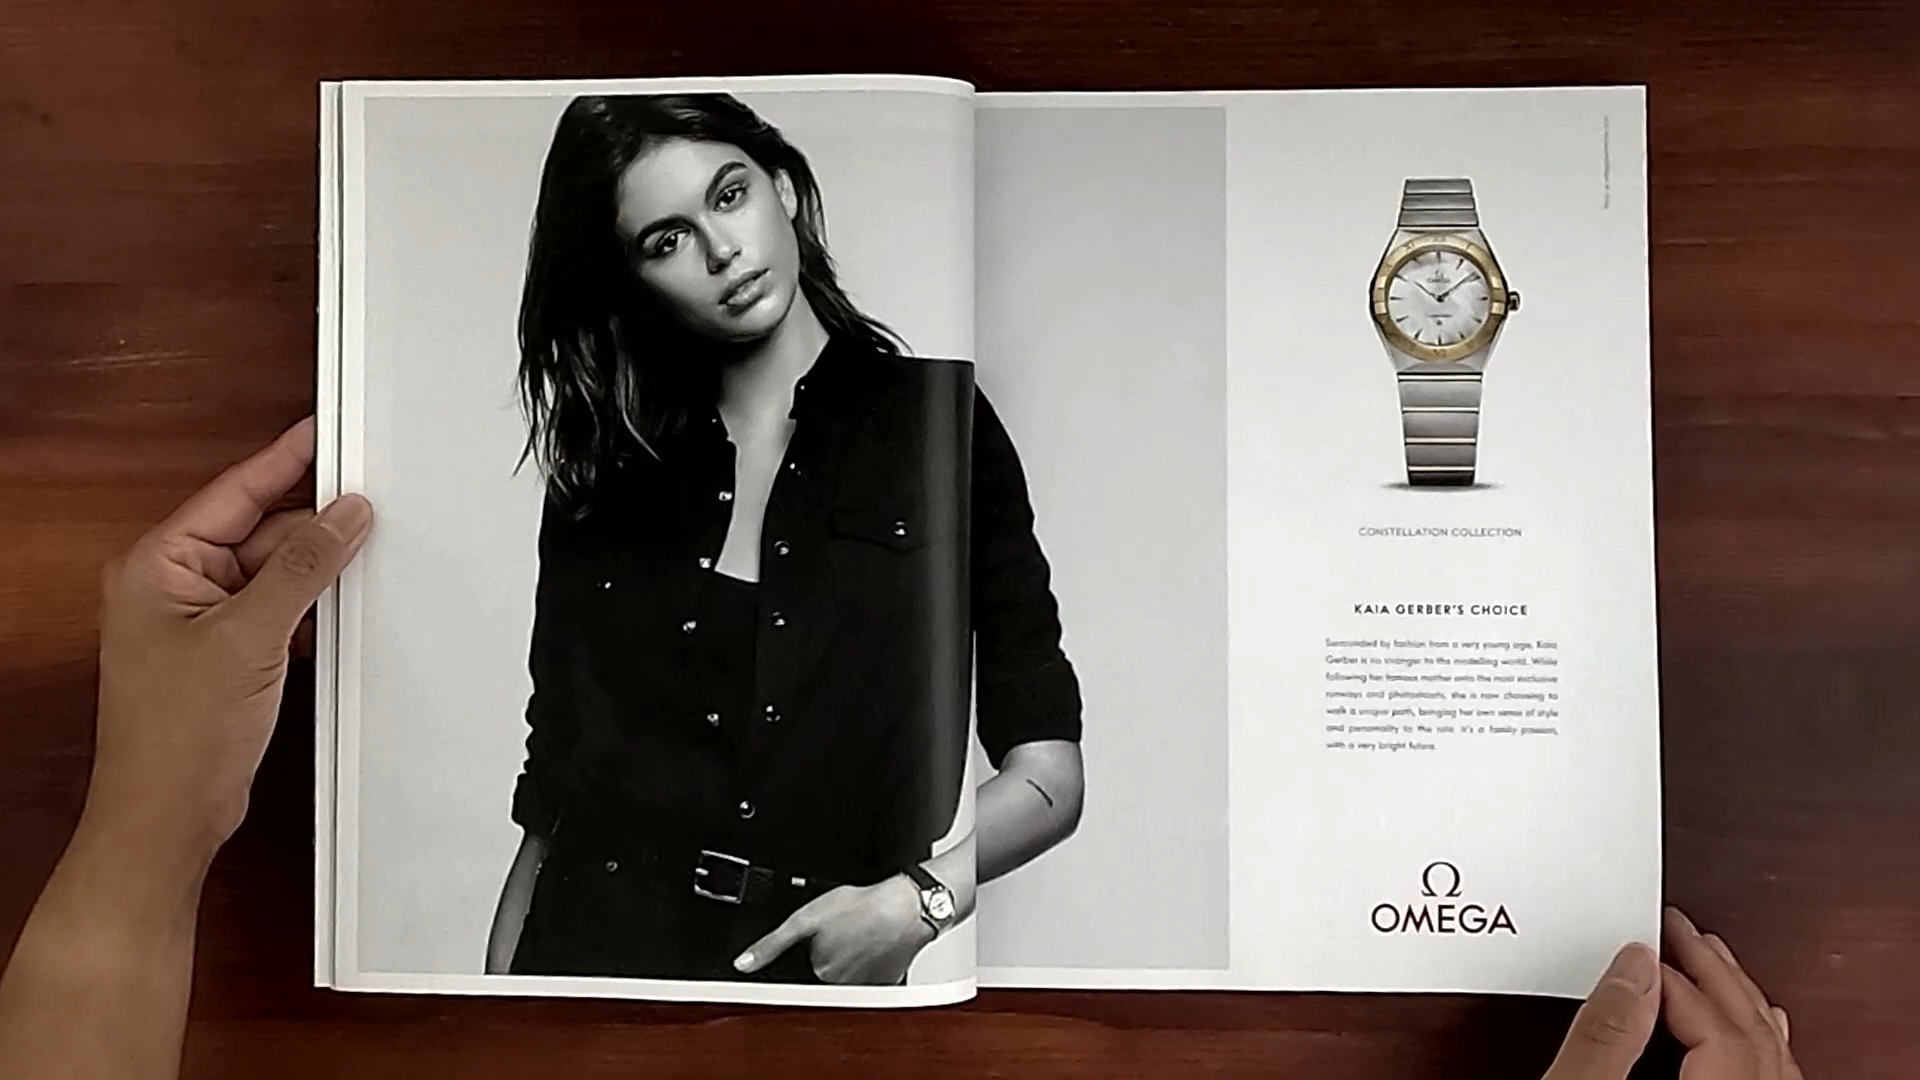 CONSTELLATION COLLECTION
KAIA GERBER'S CHOICE
Surrounded by fashion from a very young age, Kaia
Gerber is no stranger to the modelling world. While
following her famous mother onto the most exclusive
runways and photoshoots, she is now choosing to
walk a unique path, bringing her own sense of style
and personality to the role. It's a family passion,
with a very bright future.
Ω
OMEGA